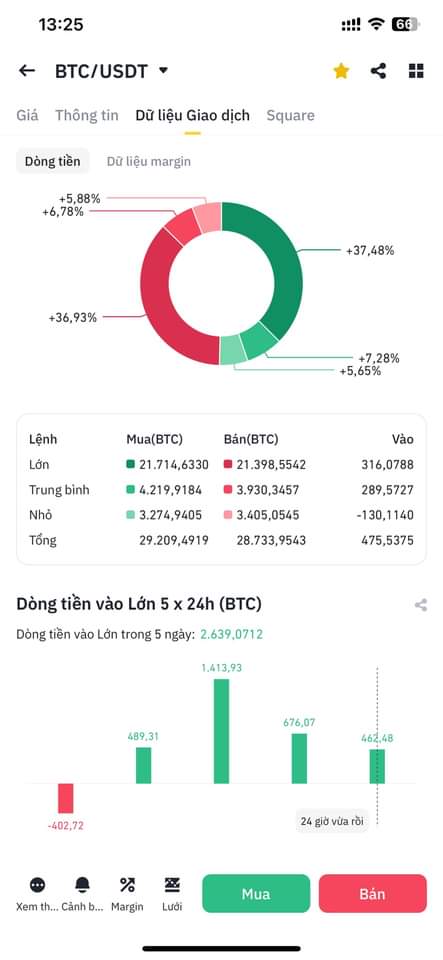 13:25
66
BTC/USDT
Giá Thông tin Dữ liệu Giao dịch Square
Dòng tiền Dữ liệu margin
+5,88%
+6,78%
+37,48%
+36,93%
+7,28%
+5,65%
Lệnh Mua(BTC) Bán(BTC) Vào
Lớn 21.714,6330 21.398,5542 316,0788
Trung bình 4.219,9184 3.930,3457 289,5727
Nhỏ 3.274,9405 3.405,0545 -130,1140
Tổng 29.209,4919 28.733,9543 475,5375
Dòng tiền vào Lớn 5 x 24h (BTC)
Dòng tiền vào Lớn trong 5 ngày: 2.639,0712
1.413,93
676,07
489,31
462,48
-402,72
24 giờ vừa rồi
Xem th... Cảnh b... Margin Lưới
Mua Bán